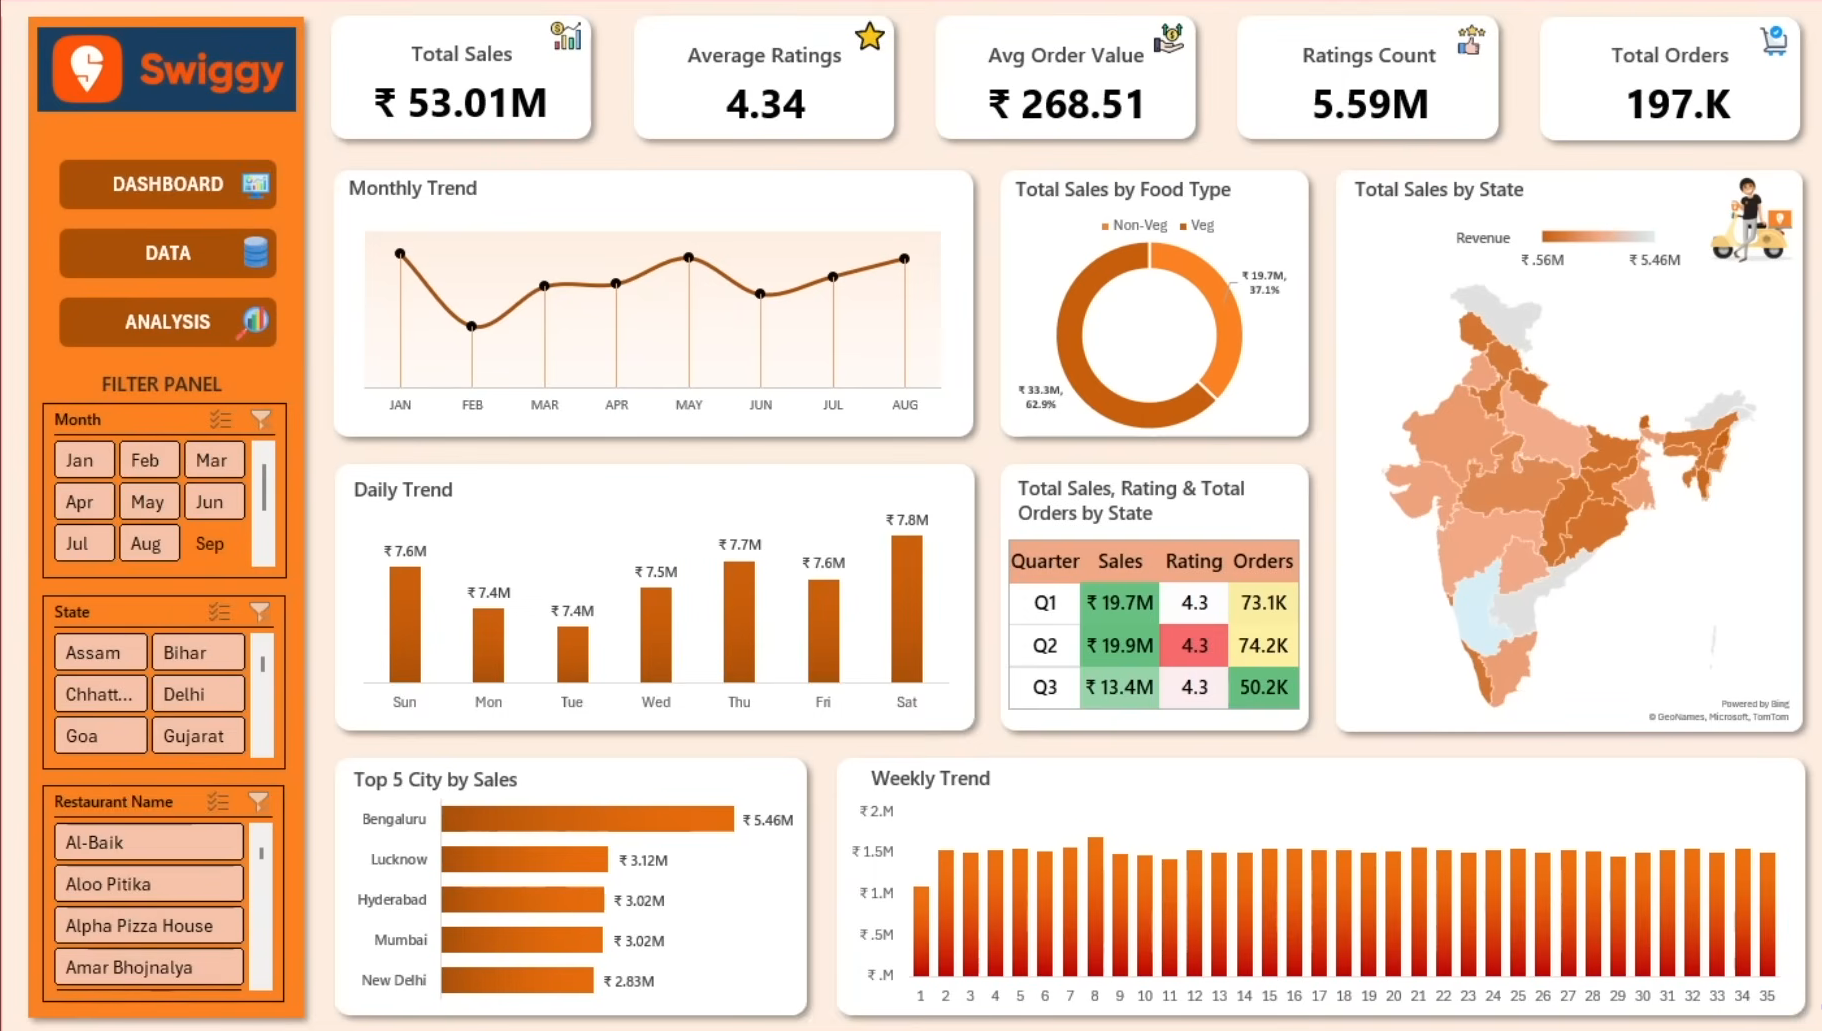 Swiggy
DASHBOARD
DATA
ANALYSIS
FILTER PANEL
Month
Jan Feb Mar
Apr May Jun
Jul Aug Sep
State
Assam Bihar
Chhatt... Delhi
Goa Gujarat
Restaurant Name
Al-Baik
Aloo Pitika
Alpha Pizza House
Amar Bhojnalya
Total Sales
₹ 53.01M
Average Ratings
4.34
Avg Order Value
₹ 268.51
Ratings Count
5.59M
Total Orders
197.K
Monthly Trend
JAN FEB MAR APR MAY JUN JUL AUG
Total Sales by Food Type
Non-Veg Veg
₹ 19.7M,
37.1%
₹ 33.3M,
62.9%
Total Sales by State
Revenue
₹ .56M ₹ 5.46M
Powered by Bing
© GeoNames, Microsoft, TomTom
Daily Trend
₹ 7.6M ₹ 7.4M ₹ 7.4M ₹ 7.5M ₹ 7.7M ₹ 7.6M ₹ 7.8M
Sun Mon Tue Wed Thu Fri Sat
Total Sales, Rating & Total
Orders by State
Quarter Sales Rating Orders
Q1 ₹ 19.7M 4.3 73.1K
Q2 ₹ 19.9M 4.3 74.2K
Q3 ₹ 13.4M 4.3 50.2K
Top 5 City by Sales
Bengaluru ₹ 5.46M
Lucknow ₹ 3.12M
Hyderabad ₹ 3.02M
Mumbai ₹ 3.02M
New Delhi ₹ 2.83M
Weekly Trend
₹ 2.M
₹ 1.5M
₹ 1.M
₹ .5M
₹ .M
1 2 3 4 5 6 7 8 9 10 11 12 13 14 15 16 17 18 19 20 21 22 23 24 25 26 27 28 29 30 31 32 33 34 35